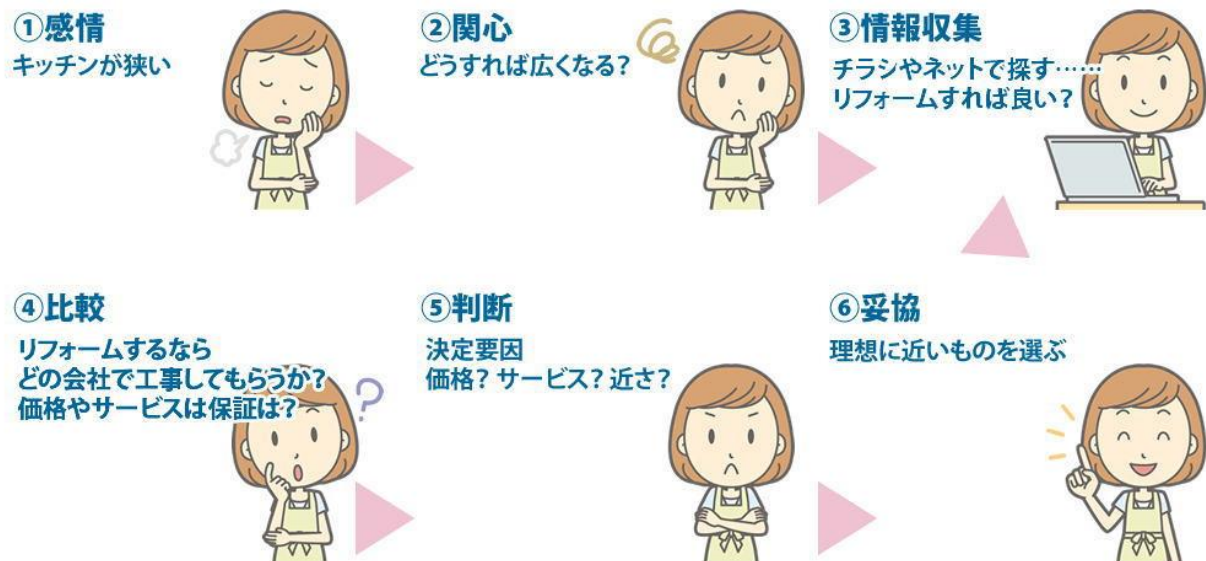 ①感情
キッチンが狭い
②関心
どうすれば広くなる?
③情報収集
チラシやネットで探す……
リフォームすれば良い?
④比較
リフォームするなら
どの会社で工事してもらうか?
価格やサービスは保証は?
?
⑤判断
決定要因
価格? サービス? 近さ?
⑥妥協
理想に近いものを選ぶ